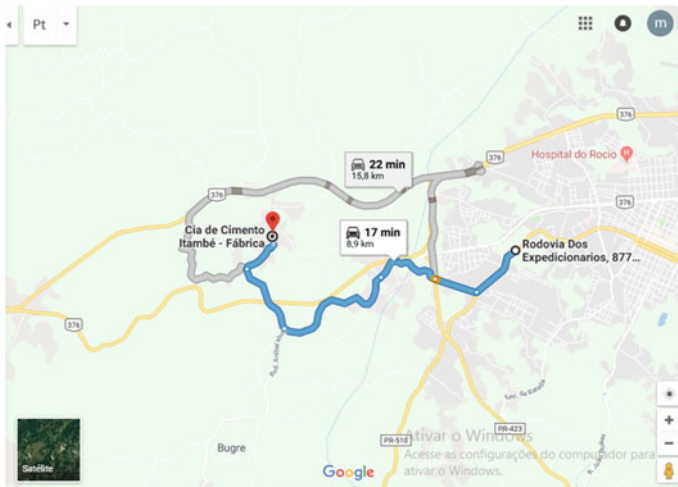 Pt
m
376
22 min
15,8 km
376
Hospital do Rocio
376
Cia de Cimento
Itambé - Fábrica
17 min
8,9 km
Rodovia Dos
Expedicionarios, 877...
376
Bugre
PR-423
PR-510
Ativar o Windows
Acesse as configurações do computador para
ativar o Windows.
Satélite
Google